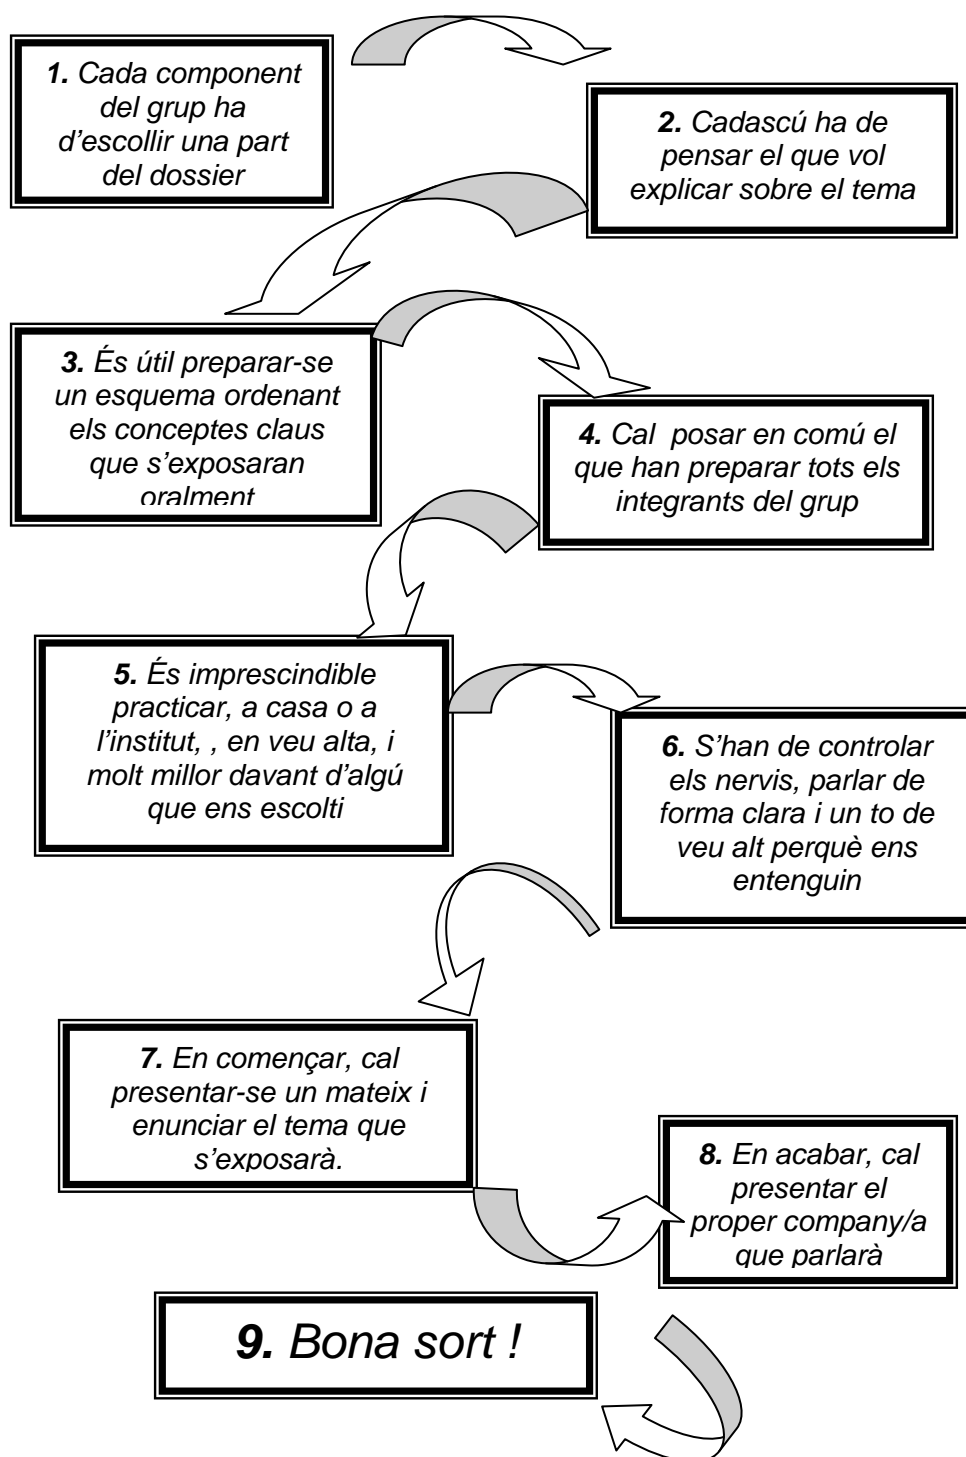 1. Cada component
del grup ha
d’escollir una part
del dossier
2. Cadascú ha de
pensar el que vol
explicar sobre el tema
3. És útil preparar-se
un esquema ordenant
els conceptes claus
que s’exposaran
oralment
4. Cal  posar en comú el
que han preparar tots els
integrants del grup
5. És imprescindible
practicar, a casa o a
l’institut, , en veu alta, i
molt millor davant d’algú
que ens escolti
6. S’han de controlar
els nervis, parlar de
forma clara i un to de
veu alt perquè ens
entenguin
7. En començar, cal
presentar-se un mateix i
enunciar el tema que
s’exposarà.
8. En acabar, cal
presentar el
proper company/a
que parlarà
9. Bona sort !